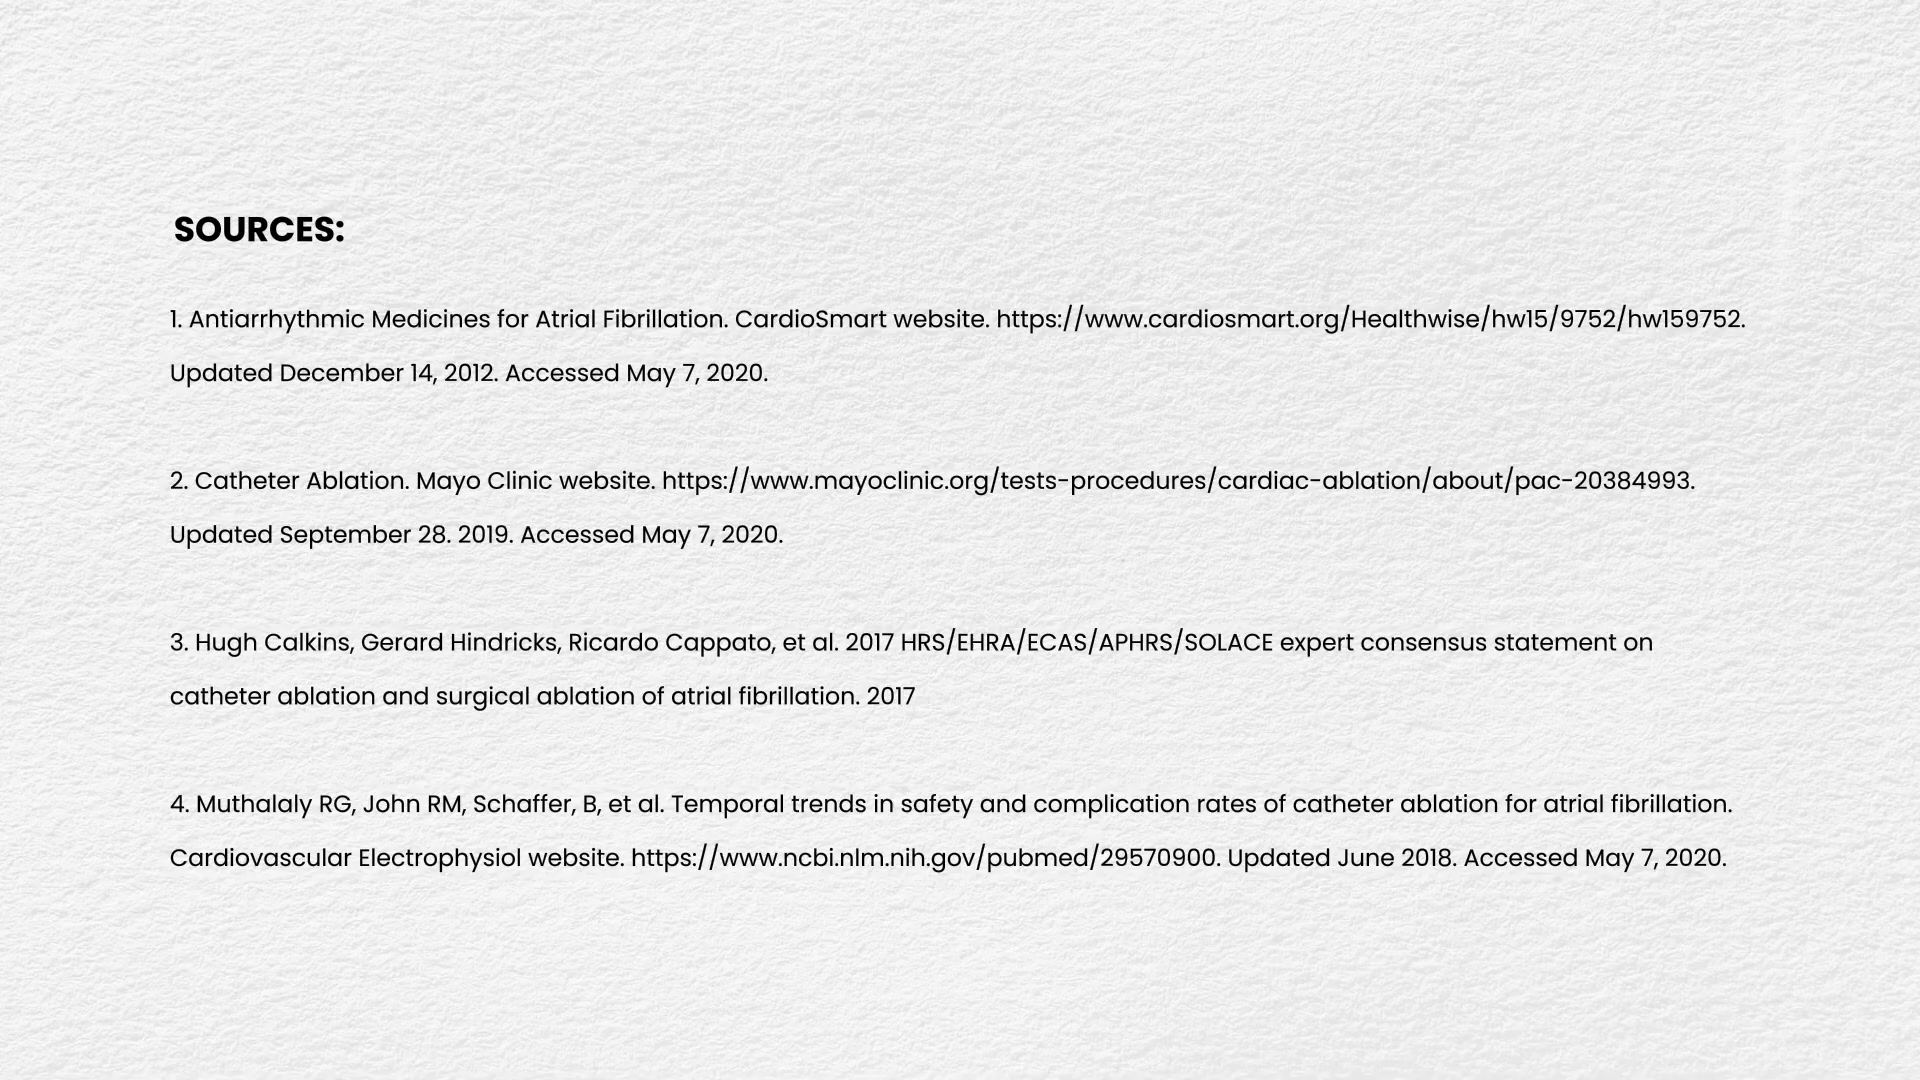 SOURCES:
1. Antiarrhythmic Medicines for Atrial Fibrillation. CardioSmart website. https://www.cardiosmart.org/Healthwise/hw15/9752/hw159752.
Updated December 14, 2012. Accessed May 7, 2020.
2. Catheter Ablation. Mayo Clinic website. https://www.mayoclinic.org/tests-procedures/cardiac-ablation/about/pac-20384993.
Updated September 28. 2019. Accessed May 7, 2020.
3. Hugh Calkins, Gerard Hindricks, Ricardo Cappato, et al. 2017 HRS/EHRA/ECAS/APHRS/SOLACE expert consensus statement on
catheter ablation and surgical ablation of atrial fibrillation. 2017
4. Muthalaly RG, John RM, Schaffer, B, et al. Temporal trends in safety and complication rates of catheter ablation for atrial fibrillation.
Cardiovascular Electrophysiol website. https://www.ncbi.nlm.nih.gov/pubmed/29570900. Updated June 2018. Accessed May 7, 2020.